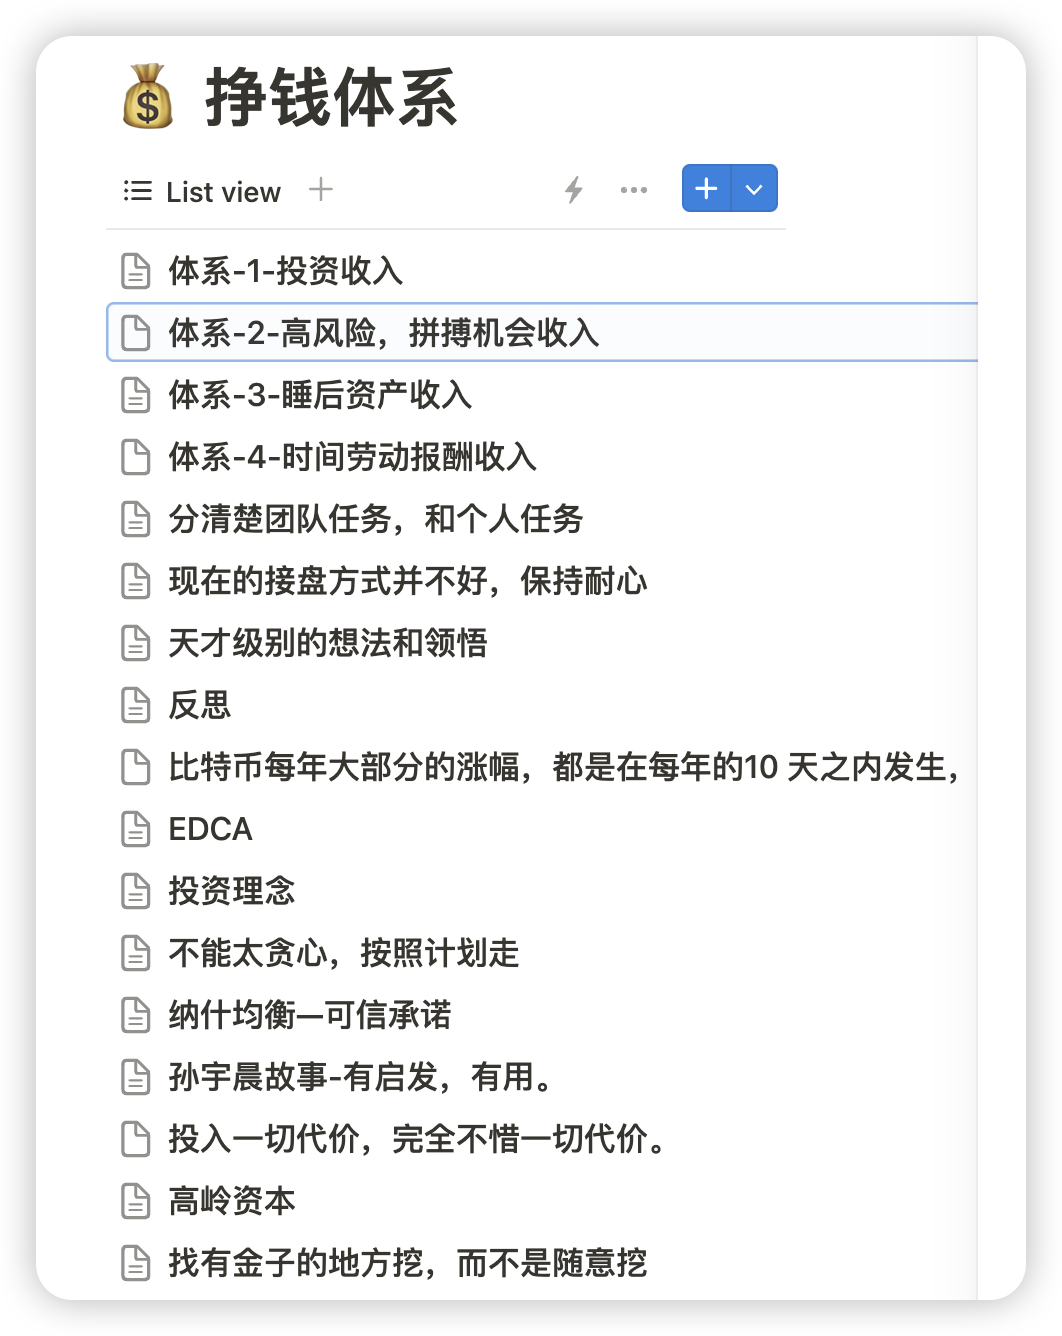 挣钱体系
List view
体系-1-投资收入
体系-2-高风险，拼搏机会收入
体系-3-睡后资产收入
体系-4-时间劳动报酬收入
分清楚团队任务，和个人任务
现在的接盘方式并不好，保持耐心
天才级别的想法和领悟
反思
比特币每年大部分的涨幅，都是在每年的10 天之内发生，
EDCA
投资理念
不能太贪心，按照计划走
纳什均衡—可信承诺
孙宇晨故事-有启发，有用。
投入一切代价，完全不惜一切代价。
高岭资本
找有金子的地方挖，而不是随意挖